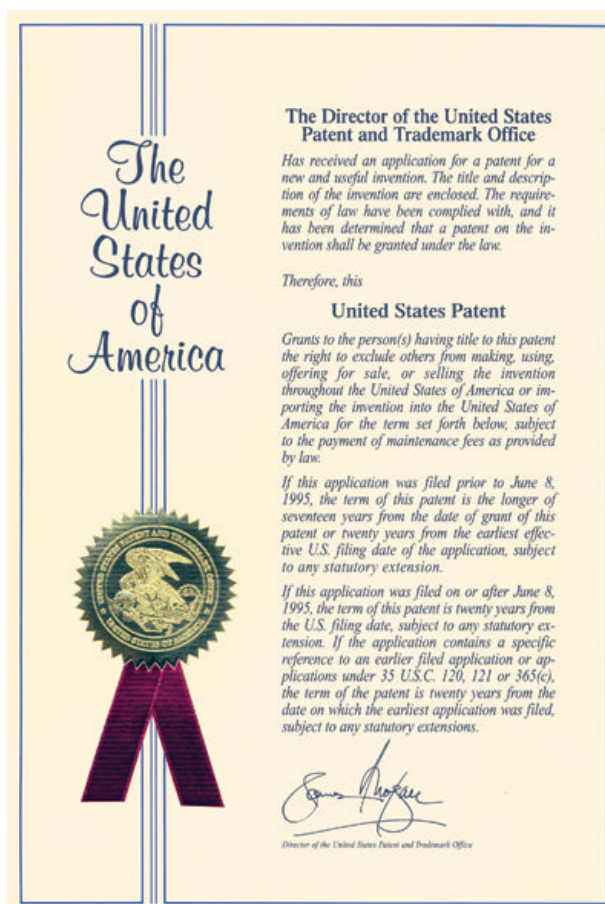 The
United
States
of
America
The Director of the United States
Patent and Trademark Office
Has received an application for a patent for a
new and useful invention. The title and descrip-
tion of the invention are enclosed. The require-
ments of law have been complied with, and it
has been determined that a patent on the in-
vention shall be granted under the law.
Therefore, this
United States Patent
Grants to the person(s) having title to this patent
the right to exclude others from making, using,
offering for sale, or selling the invention
throughout the United States of America or im-
porting the invention into the United States of
America for the term set forth below, subject
to the payment of maintenance fees as provided
by law.
If this application was filed prior to June 8,
1995, the term of this patent is the longer of
seventeen years from the date of grant of this
patent or twenty years from the earliest effec-
tive U.S. filing date of the application, subject
to any statutory extension.
If this application was filed on or after June 8,
1995, the term of this patent is twenty years from
the U.S. filing date, subject to any statutory ex-
tension. If the application contains a specific
reference to an earlier filed application or ap-
plications under 35 U.S.C. 120, 121 or 365(c),
the term of the patent is twenty years from the
date on which the earliest application was filed,
subject to any statutory extensions.
Director of the United States Patent and Trademark Office
UNITED STATES PATENT AND TRADEMARK OFFICE
UNITED STATES OF AMERICA